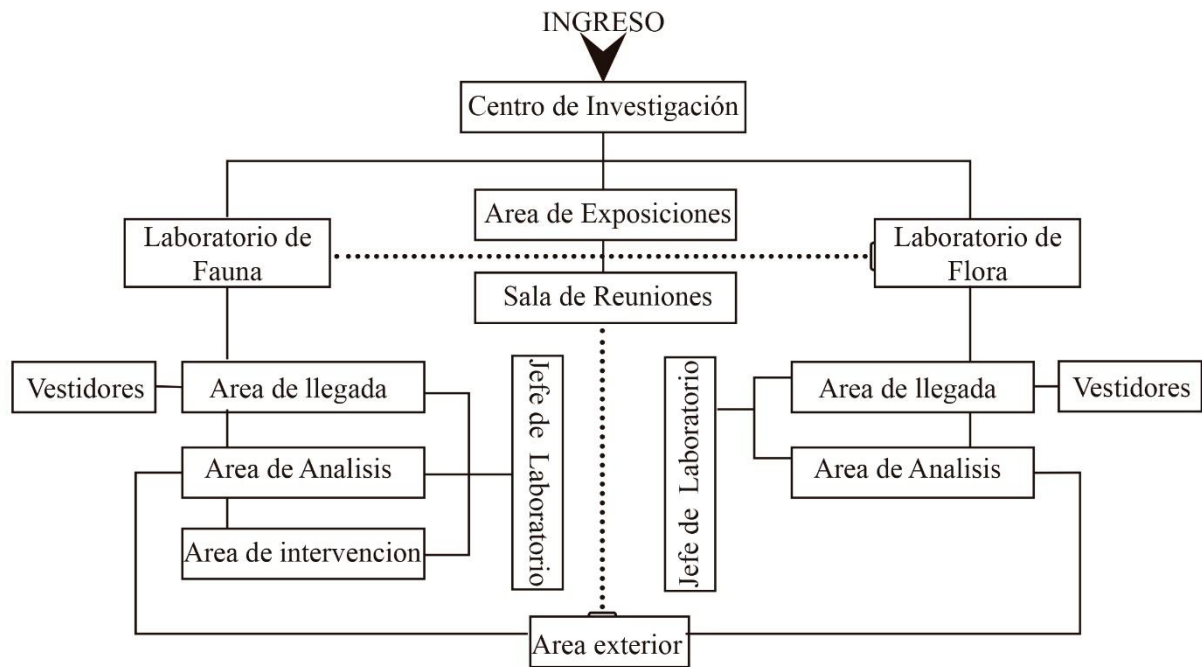 INGRESO
Centro de Investigación
Area de Exposiciones
Laboratorio de
Fauna
Laboratorio de
Flora
Sala de Reuniones
Vestidores
Area de llegada
Jefe de Laboratorio
Jefe de Laboratorio
Area de llegada
Vestidores
Area de Analisis
Area de Analisis
Area de intervencion
Area exterior